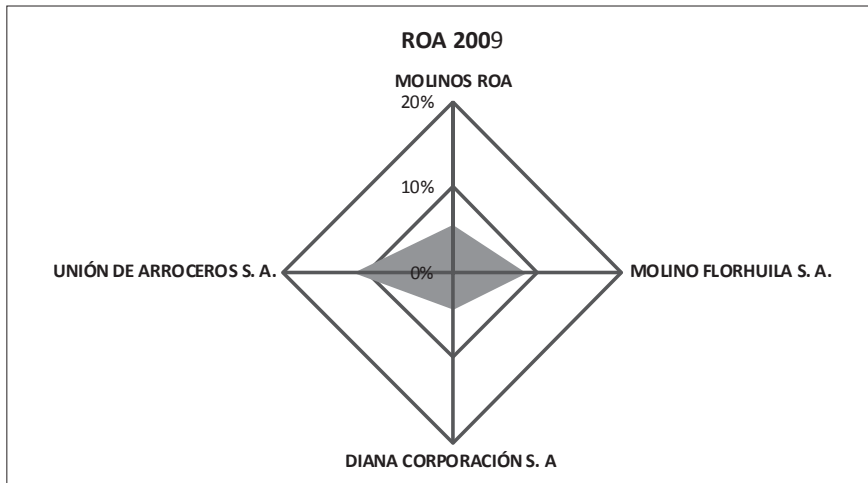 ROA 2009
MOLINOS ROA
20%
10%
UNIÓN DE ARROCEROS S. A.
0%
MOLINO FLORHUILA S. A.
DIANA CORPORACIÓN S. A